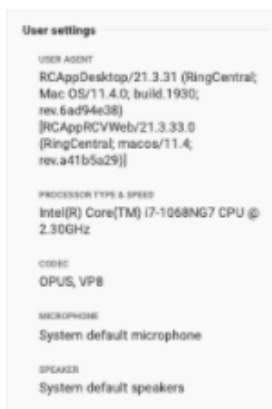 User settings
USER AGENT
RCAppDesktop/21.3.31 (RingCentral;
Mac OS/11.4.0; build.1930;
rev.6ad94e38)
[RCAppRCVWeb/21.3.33.0
(RingCentral; macos/11.4;
rev.a41b5a29)]
PROCESSOR TYPE & SPEED
Intel(R) Core(TM) i7-1068NG7 CPU @
2.30GHz
CODEC
OPUS, VP8
MICROPHONE
System default microphone
SPEAKER
System default speakers